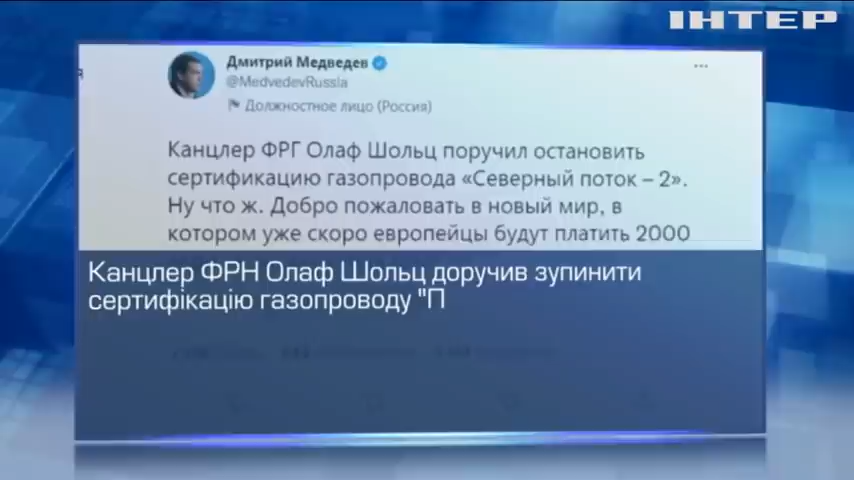 ІНТЕР
Дмитрий Медведев
@MedvedevRussia
Должностное лицо (Россия)
Канцлер ФРГ Олаф Шольц поручил остановить
сертификацию газопровода «Северный поток – 2».
Ну что ж. Добро пожаловать в новый мир, в
котором уже скоро европейцы будут платить 2000
Канцлер ФРН Олаф Шольц доручив зупинити
сертифікацію газопроводу "П